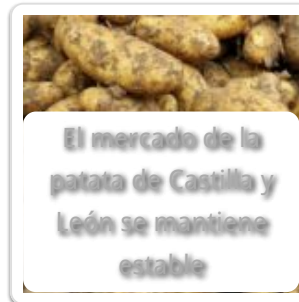 El mercado de la
patata de Castilla y
León se mantiene
estable